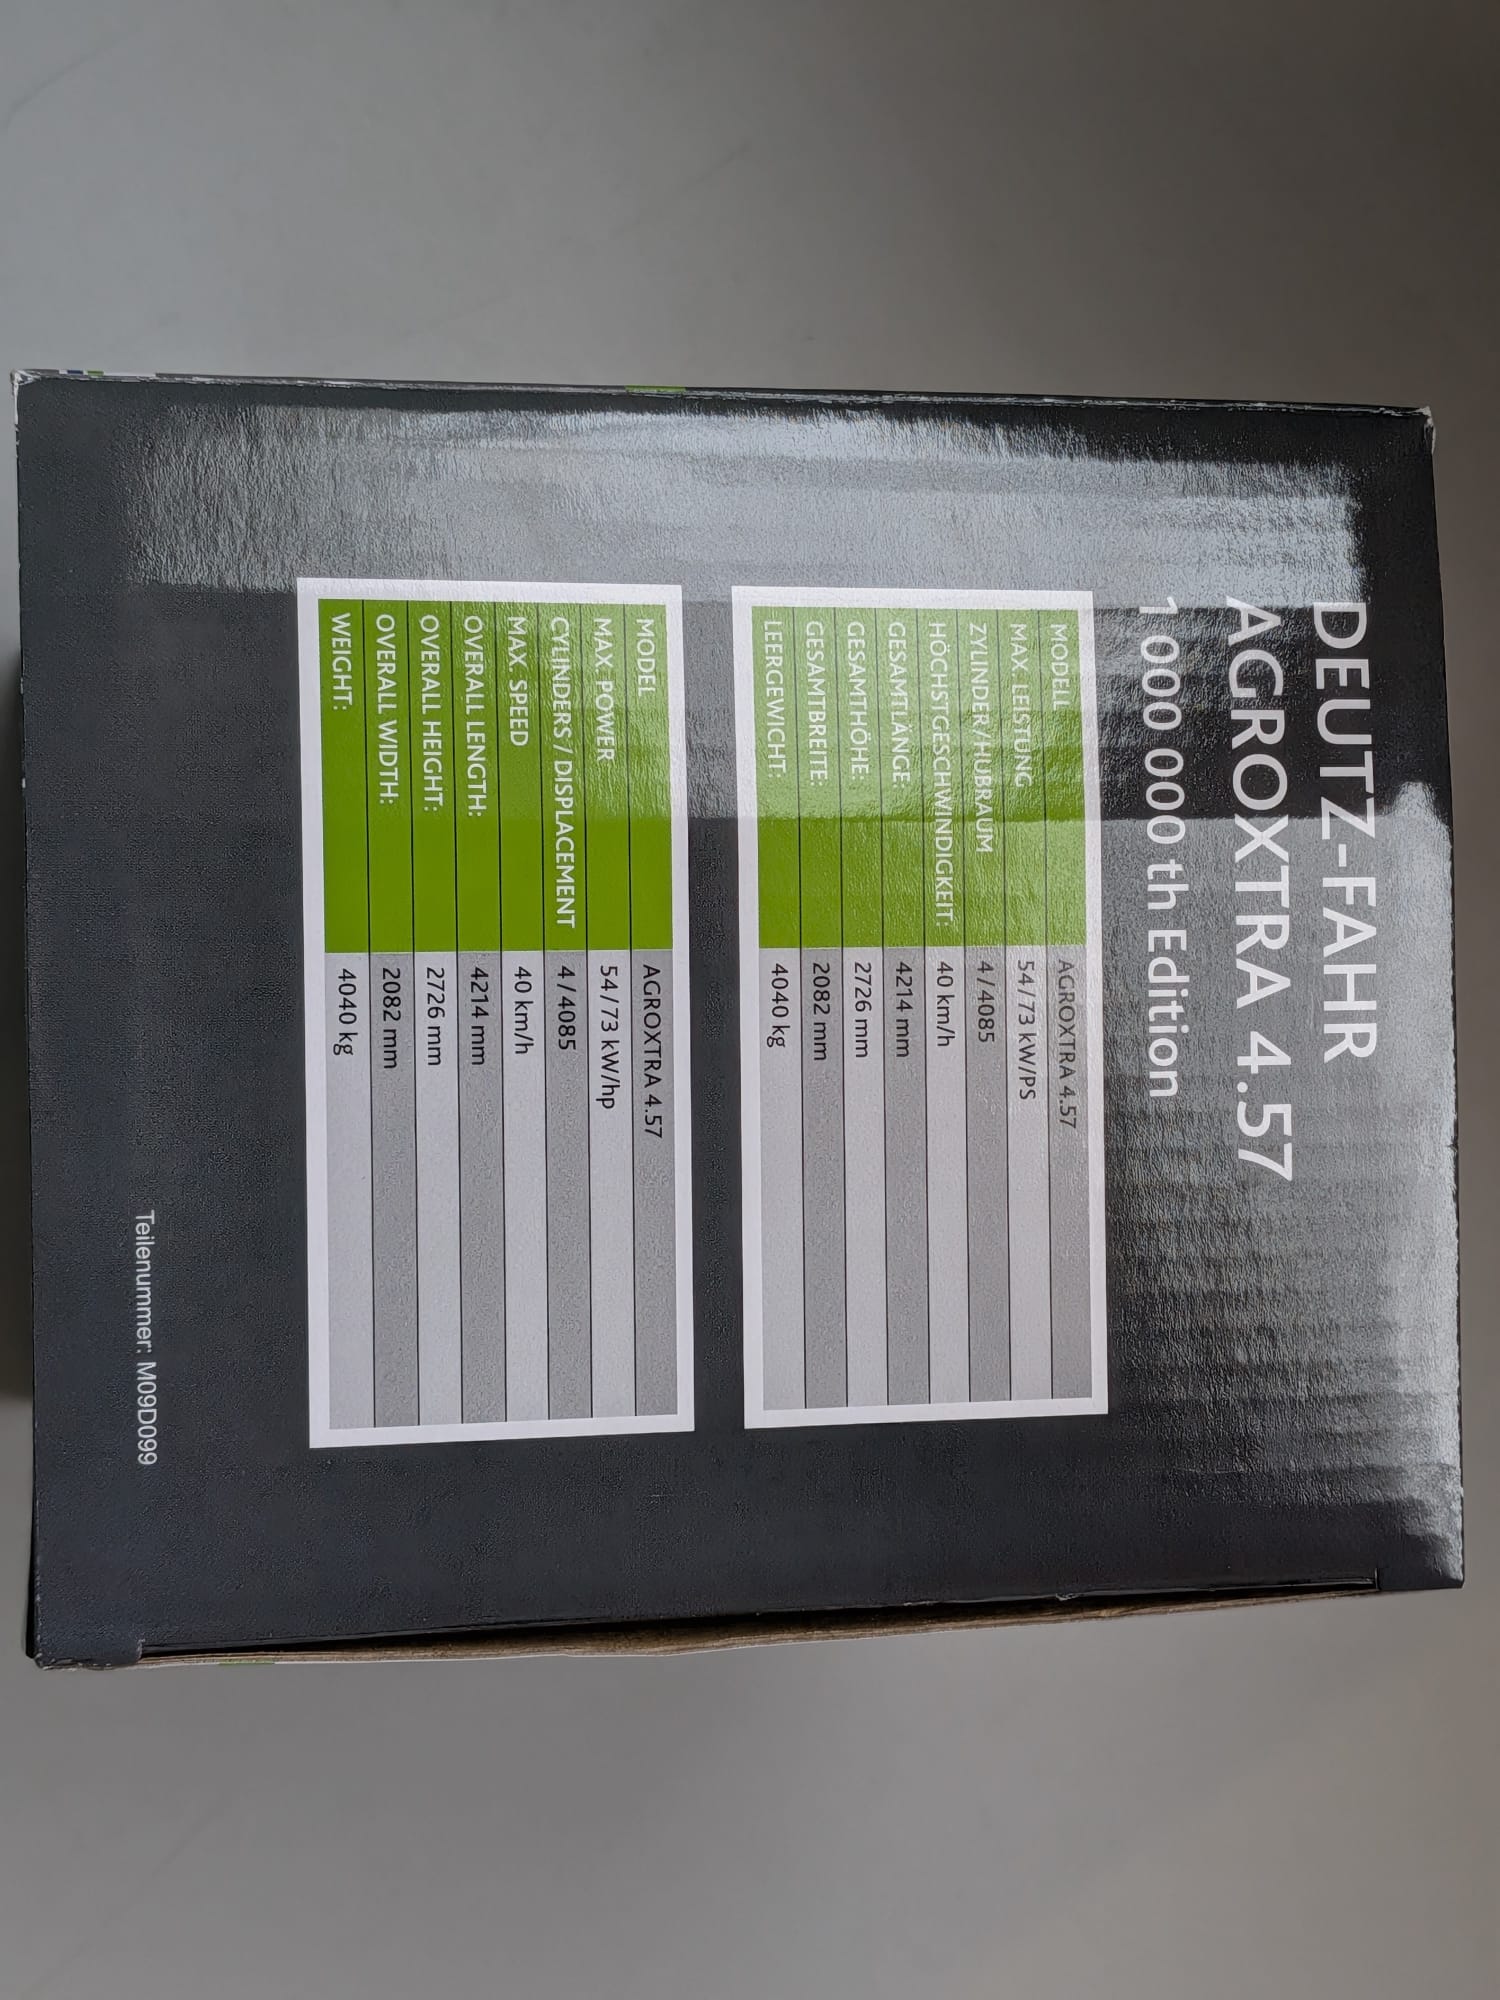 DEUTZ-FAHR
AGROXTRA 4.57
1 000 000 th Edition
MODELL AGROXTRA 4.57
MAX. LEISTUNG 54/73 kW/PS
ZYLINDER/HUBRAUM 4/4085
HÖCHSTGESCHWINDIGKEIT: 40 km/h
GESAMTLÄNGE: 4214 mm
GESAMTHÖHE: 2726 mm
GESAMTBREITE: 2082 mm
LEERGEWICHT: 4040 kg
MODEL AGROXTRA 4.57
MAX. POWER 54/73 kW/hp
CYLINDERS / DISPLACEMENT 4/4085
MAX. SPEED 40 km/h
OVERALL LENGTH: 4214 mm
OVERALL HEIGHT: 2726 mm
OVERALL WIDTH: 2082 mm
WEIGHT: 4040 kg
Teilenummer: M09D099